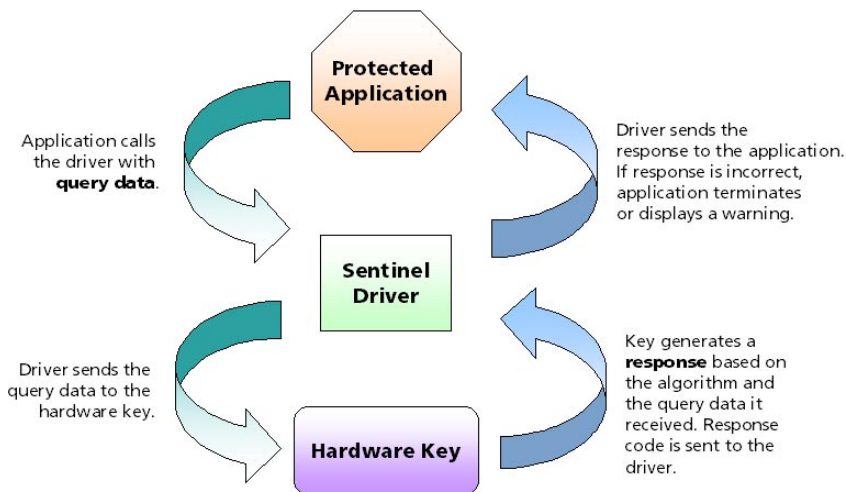 Protected
Application
Application calls
the driver with
query data.
Driver sends the
response to the application.
If response is incorrect,
application terminates
or displays a warning.
Sentinel
Driver
Driver sends the
query data to the
hardware key.
Key generates a
response based on
the algorithm and
the query data it
received. Response
code is sent to the
driver.
Hardware Key